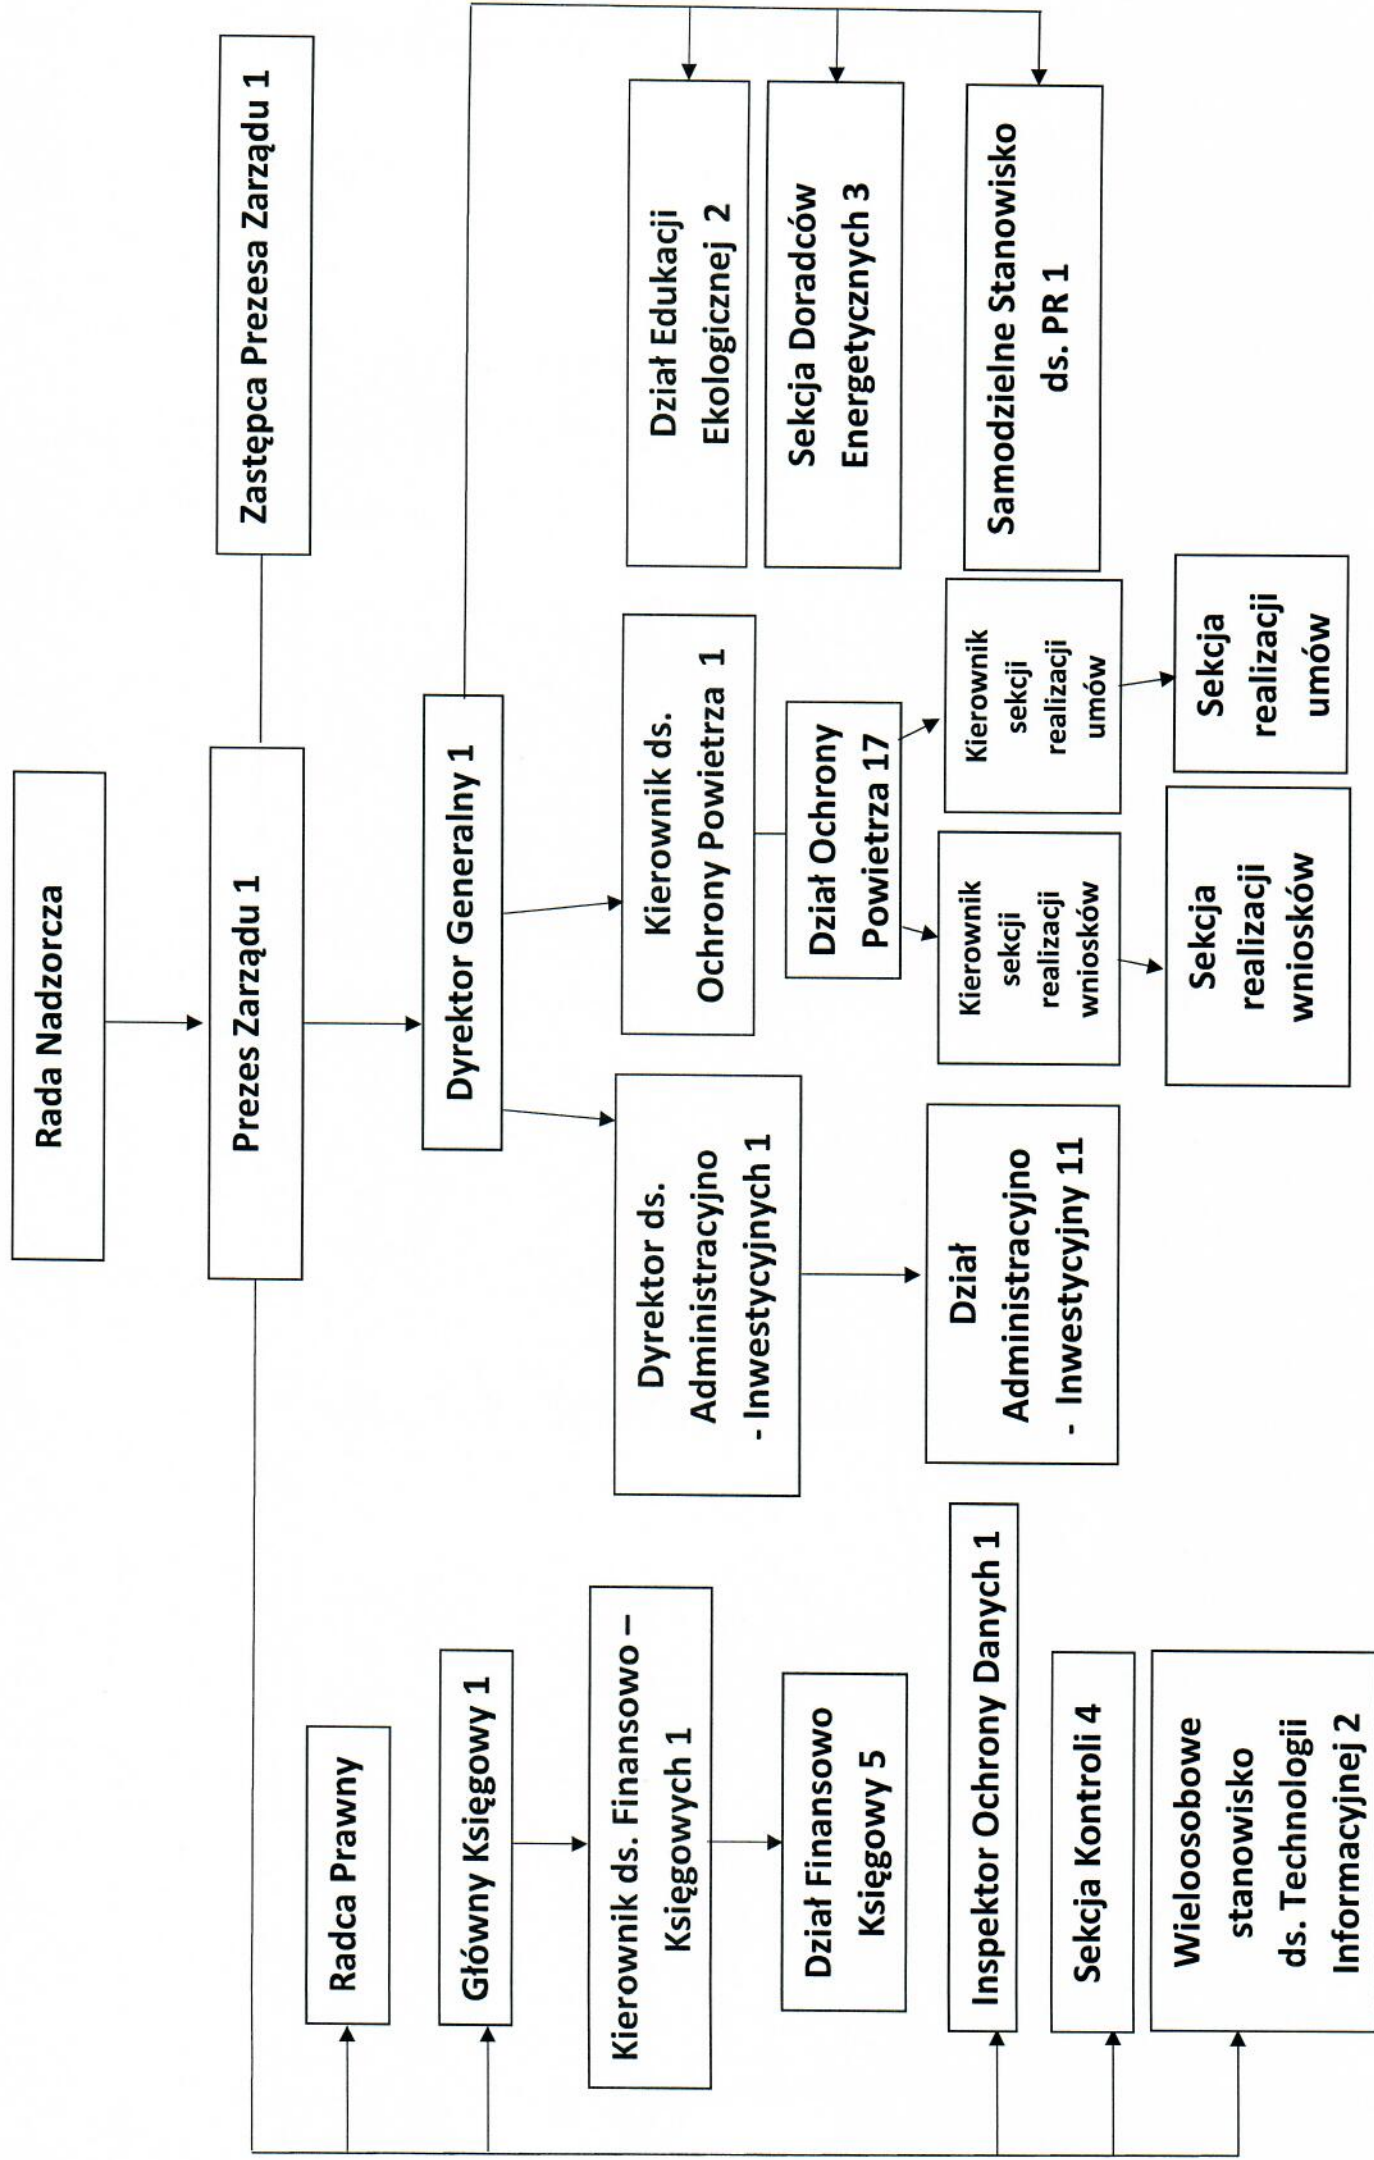 Rada Nadzorcza
Prezes Zarządu 1
Zastępca Prezesa Zarządu 1
Radca Prawny
Główny Księgowy 1
Kierownik ds. Finansowo –
Księgowych 1
Dział Finansowo
Księgowy 5
Inspektor Ochrony Danych 1
Sekcja Kontroli 4
Wieloosobowe
stanowisko
ds. Technologii
Informacyjnej 2
Dyrektor Generalny 1
Dyrektor ds.
Administracyjno
- Inwestycyjnych 1
Dział
Administracyjno
- Inwestycyjny 11
Kierownik ds.
Ochrony Powietrza 1
Dział Ochrony
Powietrza 17
Kierownik
sekcji
realizacji
wniosków
Sekcja
realizacji
wniosków
Kierownik
sekcji
realizacji
umów
Sekcja
realizacji
umów
Dział Edukacji
Ekologicznej 2
Sekcja Doradców
Energetycznych 3
Samodzielne Stanowisko
ds. PR 1